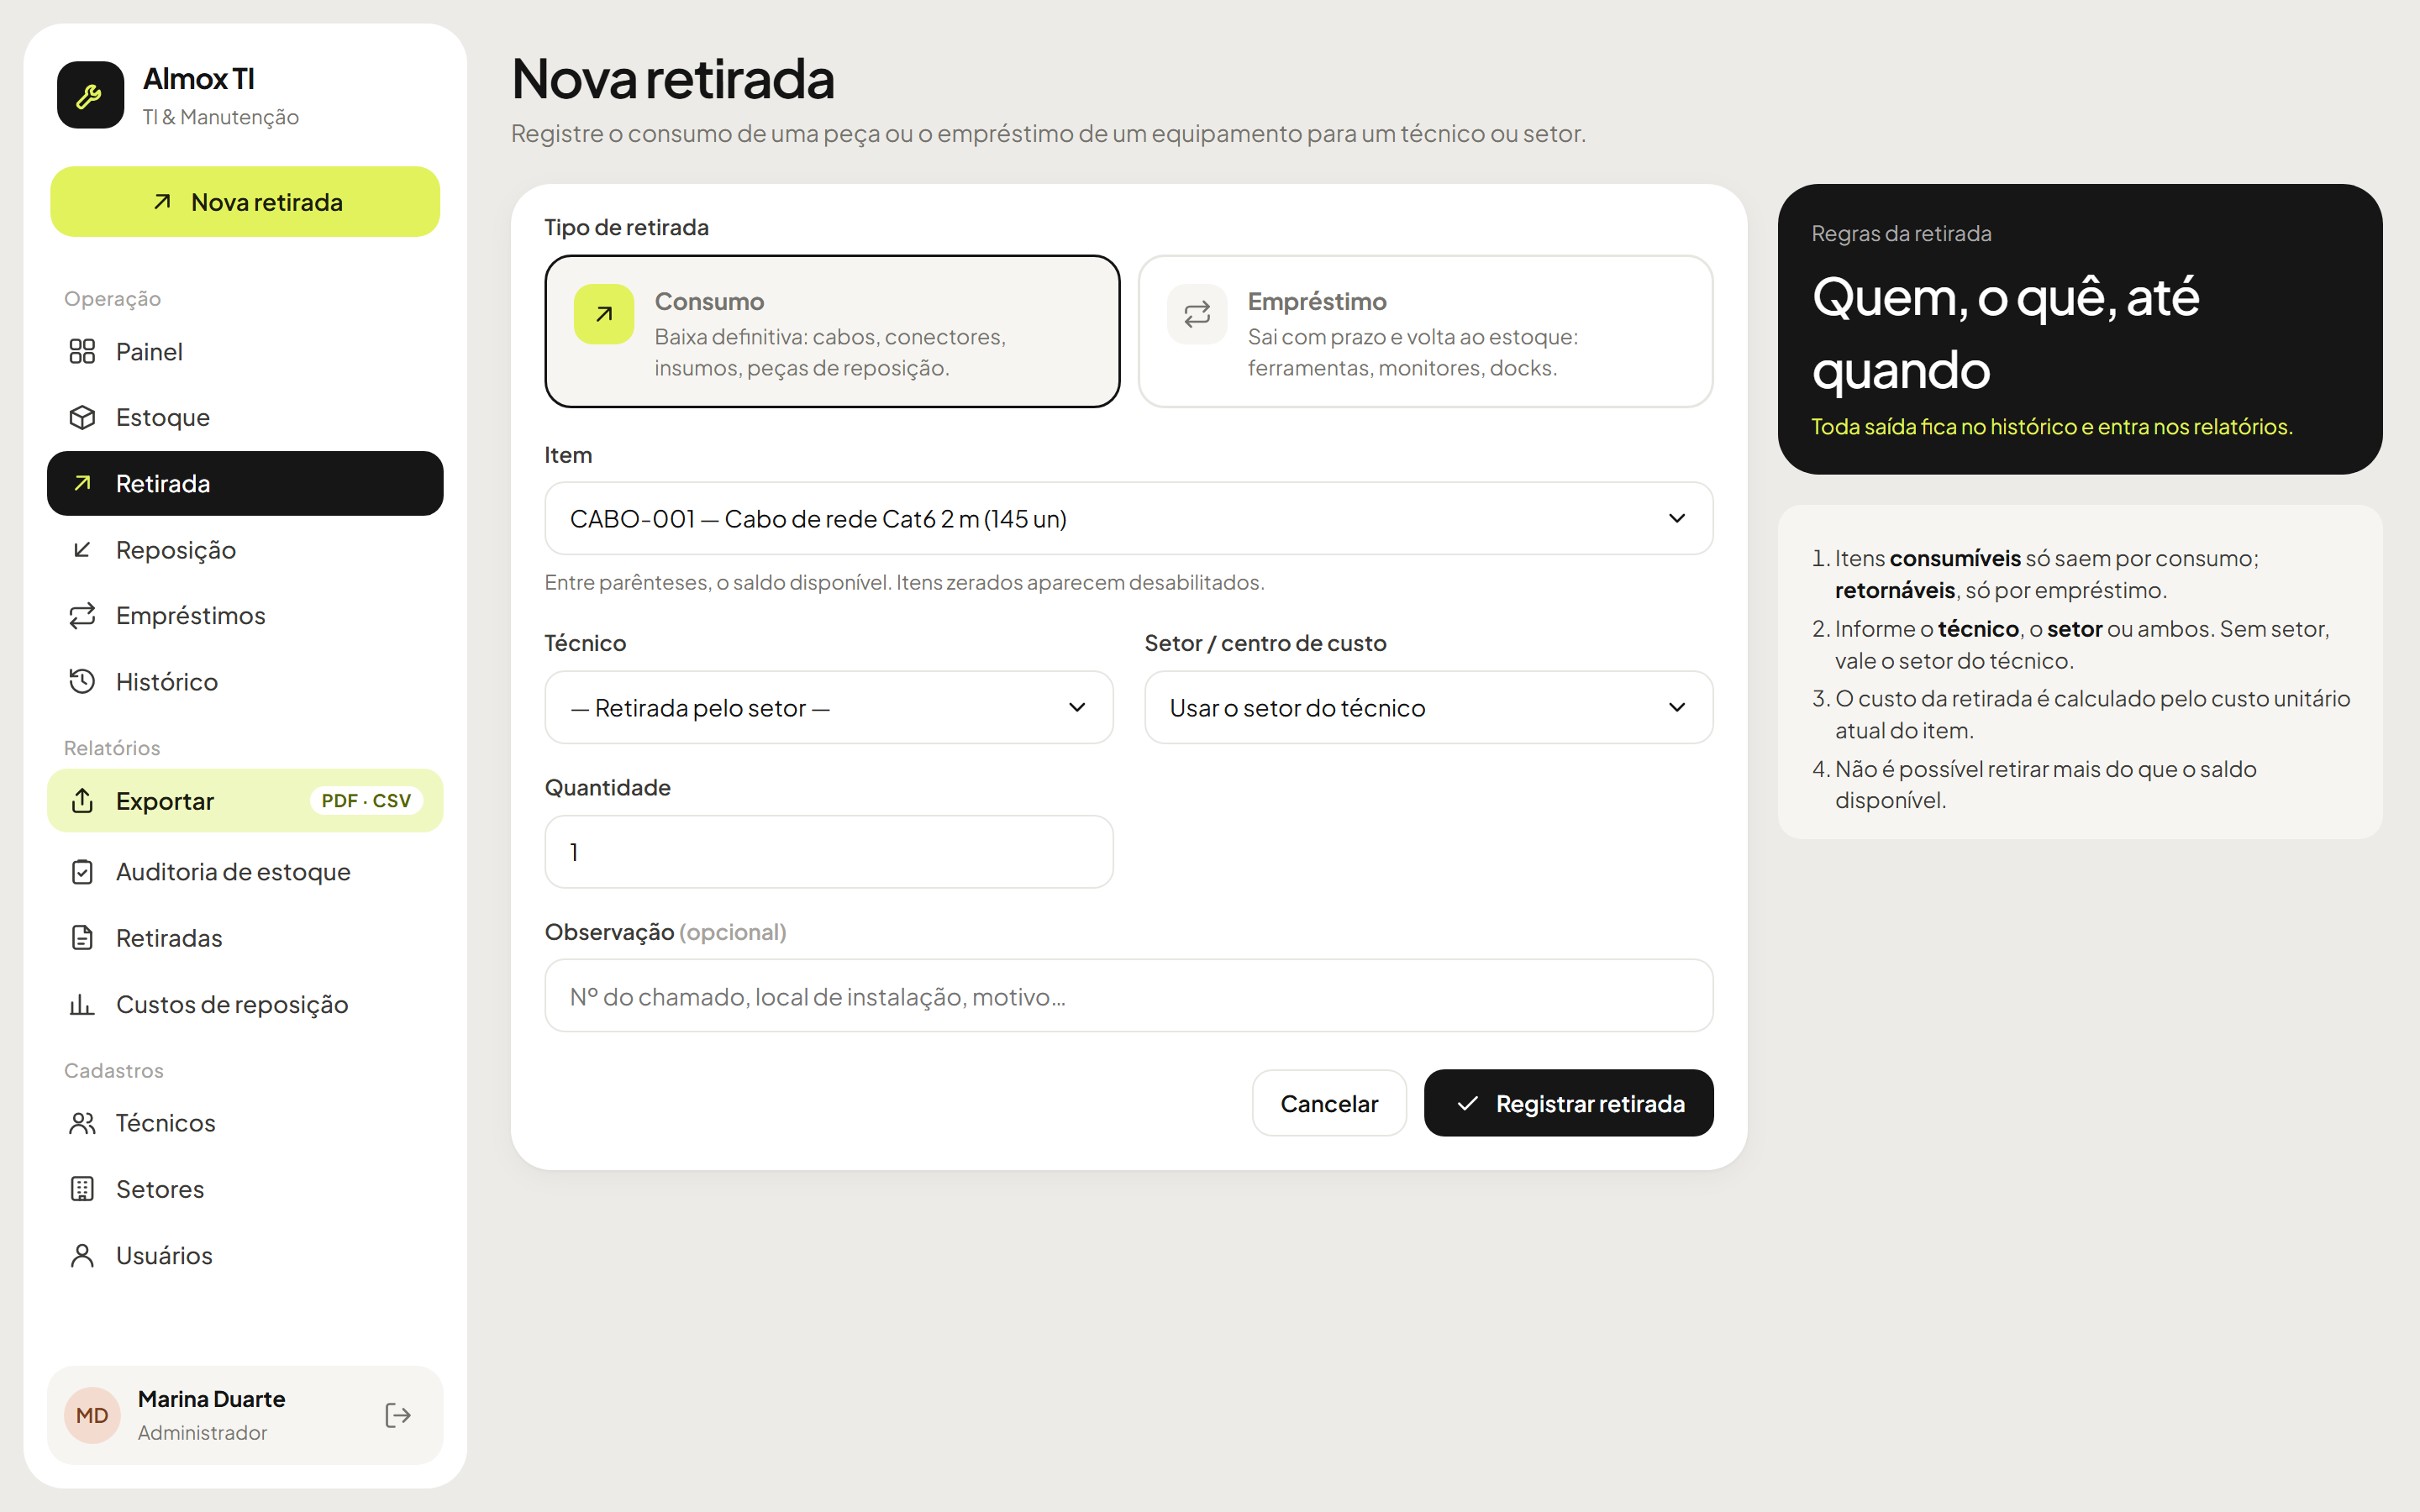 Almox TI
TI & Manutenção
Nova retirada
Operação
Painel
Estoque
Retirada
Reposição
Empréstimos
Histórico
Relatórios
Exportar
PDF · CSV
Auditoria de estoque
Retiradas
Custos de reposição
Cadastros
Técnicos
Setores
Usuários
MD
Marina Duarte
Administrador
Nova retirada
Registre o consumo de uma peça ou o empréstimo de um equipamento para um técnico ou setor.
Tipo de retirada
Consumo
Baixa definitiva: cabos, conectores,
insumos, peças de reposição.
Empréstimo
Sai com prazo e volta ao estoque:
ferramentas, monitores, docks.
Item
CABO-001 — Cabo de rede Cat6 2 m (145 un)
Entre parênteses, o saldo disponível. Itens zerados aparecem desabilitados.
Técnico
— Retirada pelo setor —
Setor / centro de custo
Usar o setor do técnico
Quantidade
1
Observação (opcional)
Nº do chamado, local de instalação, motivo…
Cancelar
Registrar retirada
Regras da retirada
Quem, o quê, até
quando
Toda saída fica no histórico e entra nos relatórios.
1. Itens consumíveis só saem por consumo;
retornáveis, só por empréstimo.
2. Informe o técnico, o setor ou ambos. Sem setor,
vale o setor do técnico.
3. O custo da retirada é calculado pelo custo unitário
atual do item.
4. Não é possível retirar mais do que o saldo
disponível.